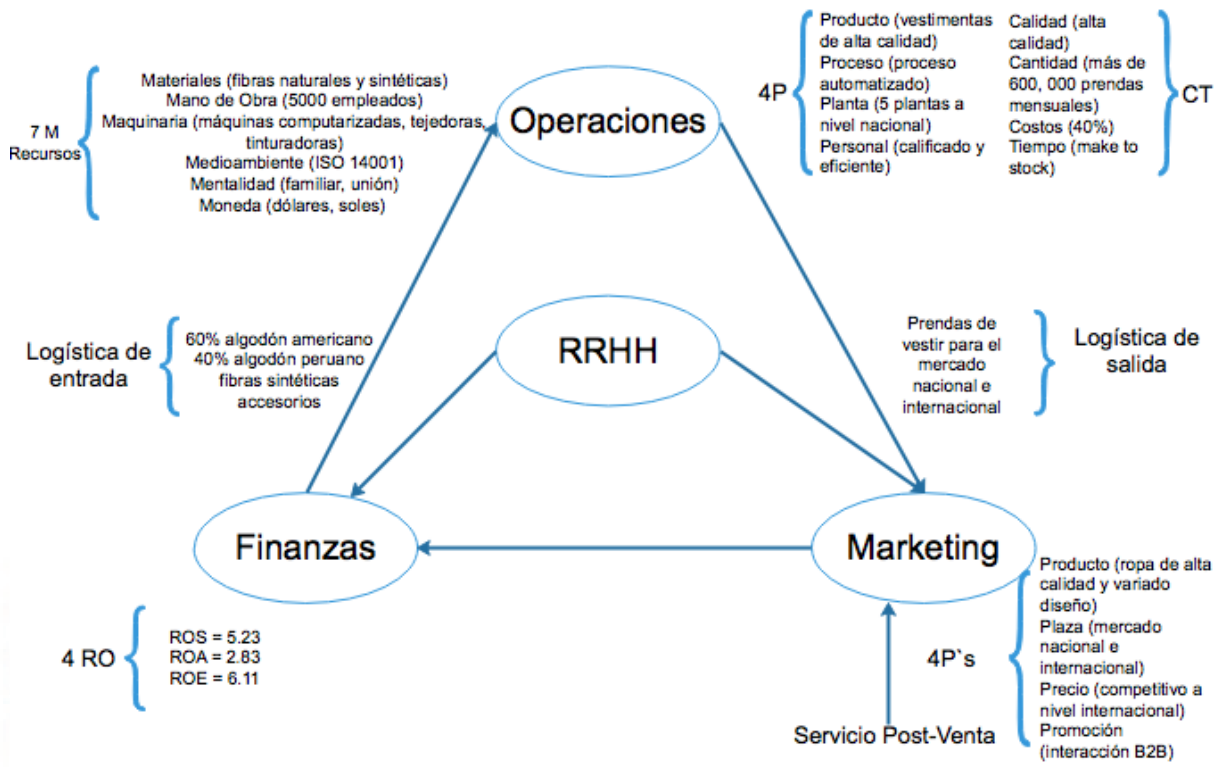 7 M
Recursos
Materiales (fibras naturales y sintéticas)
Mano de Obra (5000 empleados)
Maquinaria (máquinas computarizadas, tejedoras,
tinturadoras)
Medioambiente (ISO 14001)
Mentalidad (familiar, unión)
Moneda (dólares, soles)
Operaciones
4P
Producto (vestimentas
de alta calidad)
Proceso (proceso
automatizado)
Planta (5 plantas a
nivel nacional)
Personal (calificado y
eficiente)
Calidad (alta
calidad)
Cantidad (más de
600, 000 prendas
mensuales)
Costos (40%)
Tiempo (make to
stock)
CT
Logística de
entrada
60% algodón americano
40% algodón peruano
fibras sintéticas
accesorios
RRHH
Prendas de
vestir para el
mercado
nacional e
internacional
Logística de
salida
Finanzas
Marketing
4 RO
ROS = 5.23
ROA = 2.83
ROE = 6.11
Servicio Post-Venta
4P`s
Producto (ropa de alta
calidad y variado
diseño)
Plaza (mercado
nacional e
internacional)
Precio (competitivo a
nivel internacional)
Promoción
(interacción B2B)